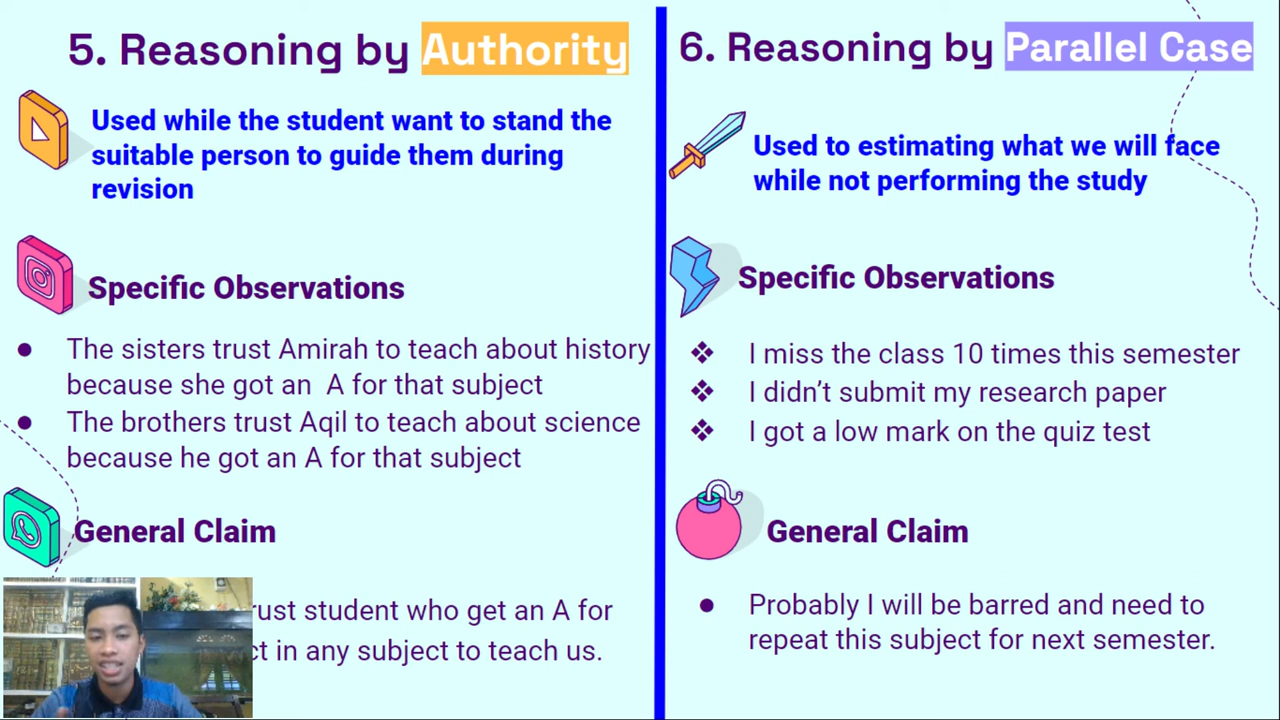 5. Reasoning by Authority
Used while the student want to stand the
suitable person to guide them during
revision
Specific Observations
● The sisters trust Amirah to teach about history
because she got an A for that subject
● The brothers trust Aqil to teach about science
because he got an A for that subject
General Claim
student who get an A for
in any subject to teach us.
6. Reasoning by Parallel Case
Used to estimating what we will face
while not performing the study
Specific Observations
❖ I miss the class 10 times this semester
❖ I didn’t submit my research paper
❖ I got a low mark on the quiz test
General Claim
● Probably I will be barred and need to
repeat this subject for next semester.